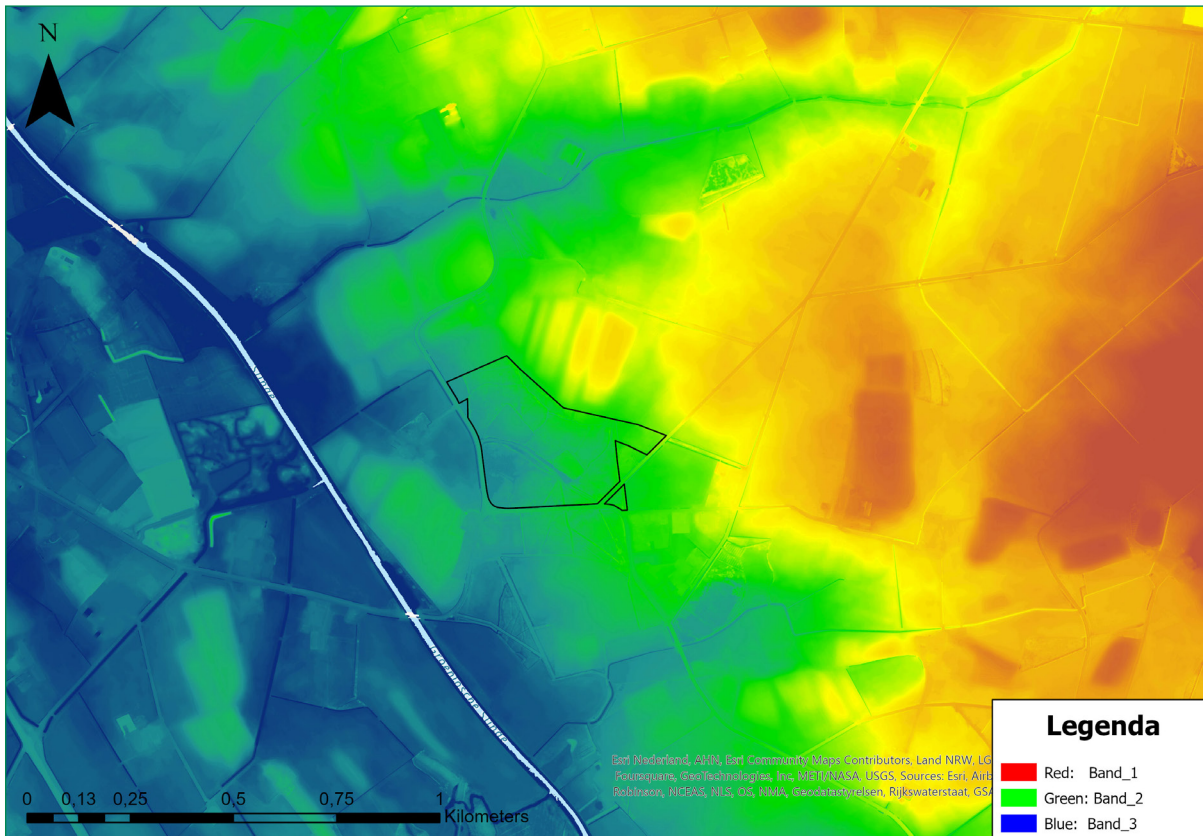 N
Groenlose Slinge
Legenda
Esri Nederland, AHN, Esri Community Maps Contributors, Land NRW, LG
Foursquare, GeoTechnologies, Inc, METI/NASA, USGS, Sources: Esri, Airb
Robinson, NCEAS, NLS, OS, NMA, Geodatastyrelsen, Rijkswaterstaat, GSA
Red: Band_1
Green: Band_2
Blue: Band_3
0 0,13 0,25 0,5 0,75 1
Kilometers